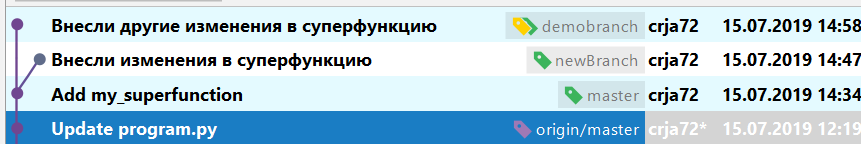 Внесли другие изменения в суперфункцию demobranch crja72 15.07.2019 14:58
Внесли изменения в суперфункцию newBranch crja72 15.07.2019 14:47
Add my_superfunction master crja72 15.07.2019 14:34
Update program.py origin/master crja72* 15.07.2019 12:19